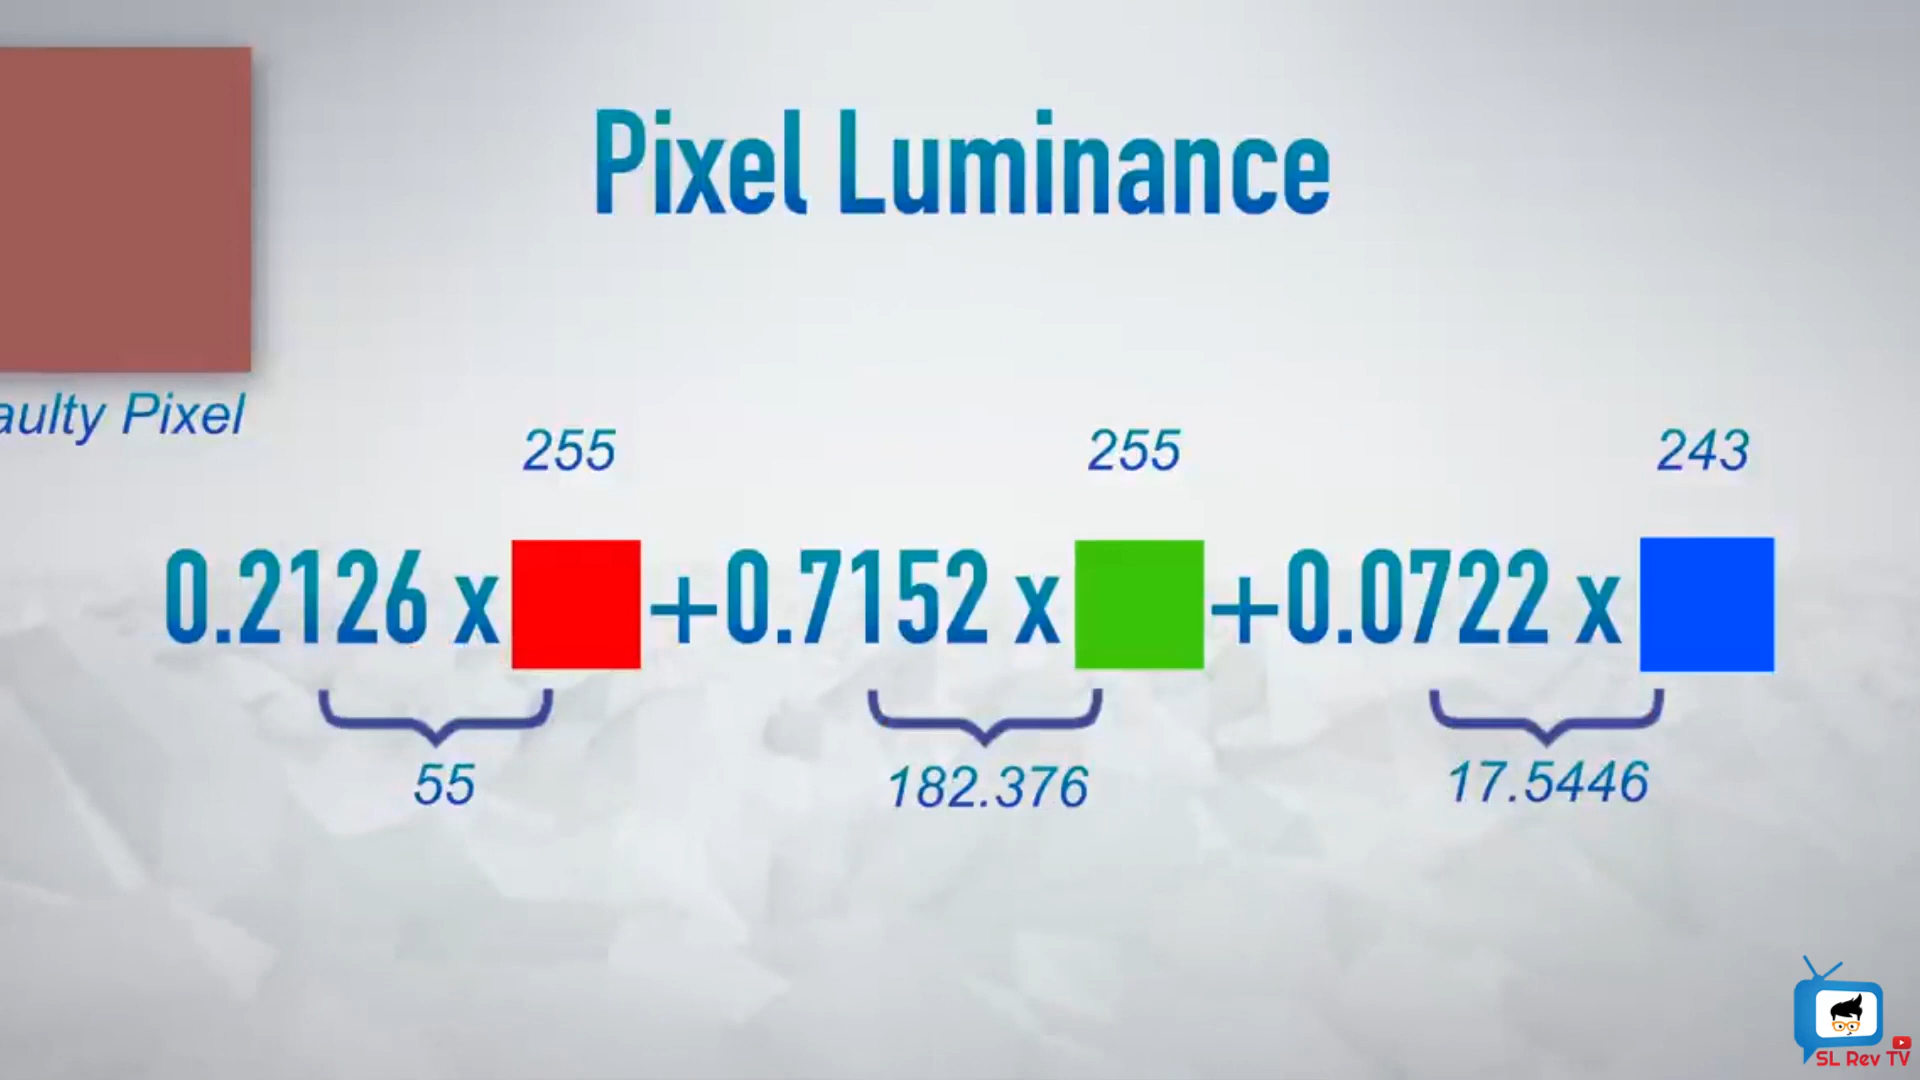 Pixel Luminance
aulty Pixel
255
255
243
0.2126 x
+0.7152 x
+0.0722 x
55
182.376
17.5446
SL Rev TV